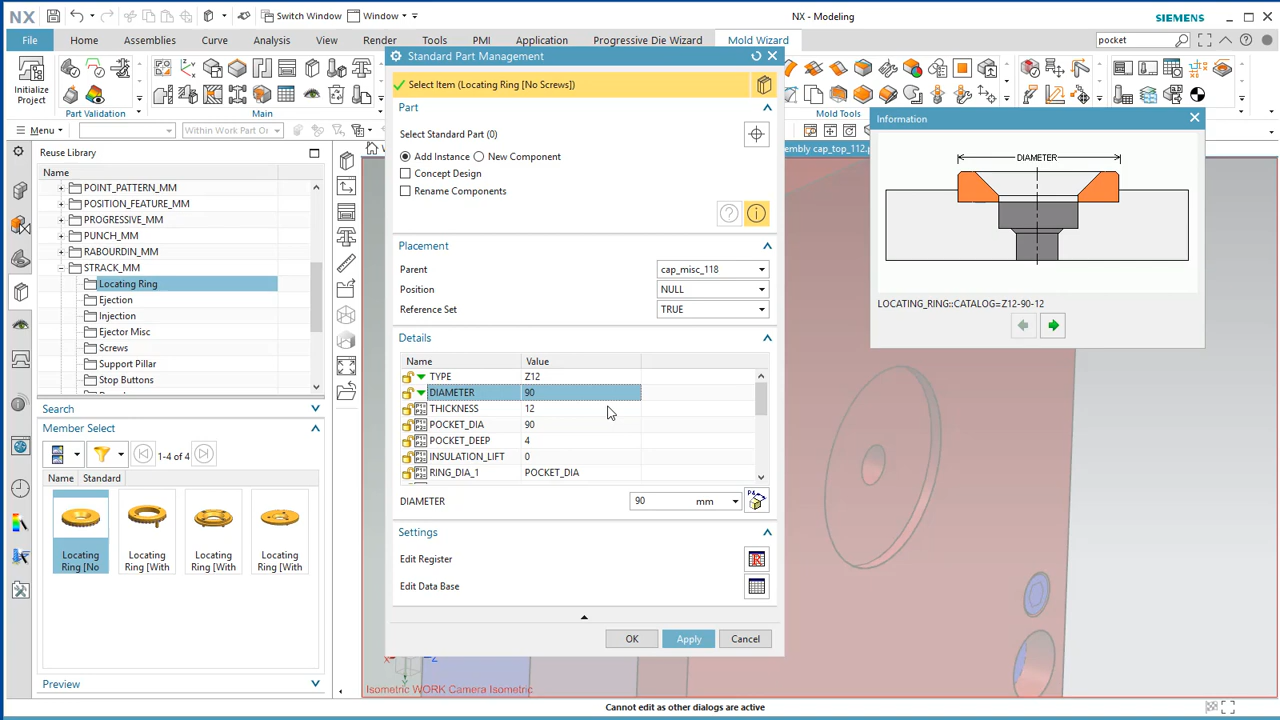 NX
Switch Window
Window
NX - Modeling
SIEMENS
File
Home
Assemblies
Curve
Analysis
View
Render
Tools
PMI
Application
Progressive Die Wizard
Mold Wizard
pocket
Initialize
Project
Part Validation
Main
Mold Tools
Menu
Within Work Part On
Reuse Library
Name
POINT_PATTERN_MM
POSITION_FEATURE_MM
PROGRESSIVE_MM
PUNCH_MM
RABOURDIN_MM
STRACK_MM
Locating Ring
Ejection
Injection
Ejector Misc
Screws
Support Pillar
Stop Buttons
Search
Member Select
1-4 of 4
Name
Standard
Locating
Ring [No
Locating
Ring [With
Locating
Ring [With
Locating
Ring [With
Preview
Standard Part Management
Select Item (Locating Ring [No Screws])
Part
Select Standard Part (0)
Add Instance
New Component
Concept Design
Rename Components
Placement
Parent
cap_misc_118
Position
NULL
Reference Set
TRUE
Details
Name
Value
TYPE
Z12
DIAMETER
90
THICKNESS
12
POCKET_DIA
90
POCKET_DEEP
4
INSULATION_LIFT
0
RING_DIA_1
POCKET_DIA
DIAMETER
90
mm
Settings
Edit Register
Edit Data Base
OK
Apply
Cancel
sembly cap_top_112.p
Information
DIAMETER
LOCATING_RING::CATALOG=Z12-90-12
Isometric WORK Camera Isometric
Cannot edit as other dialogs are active